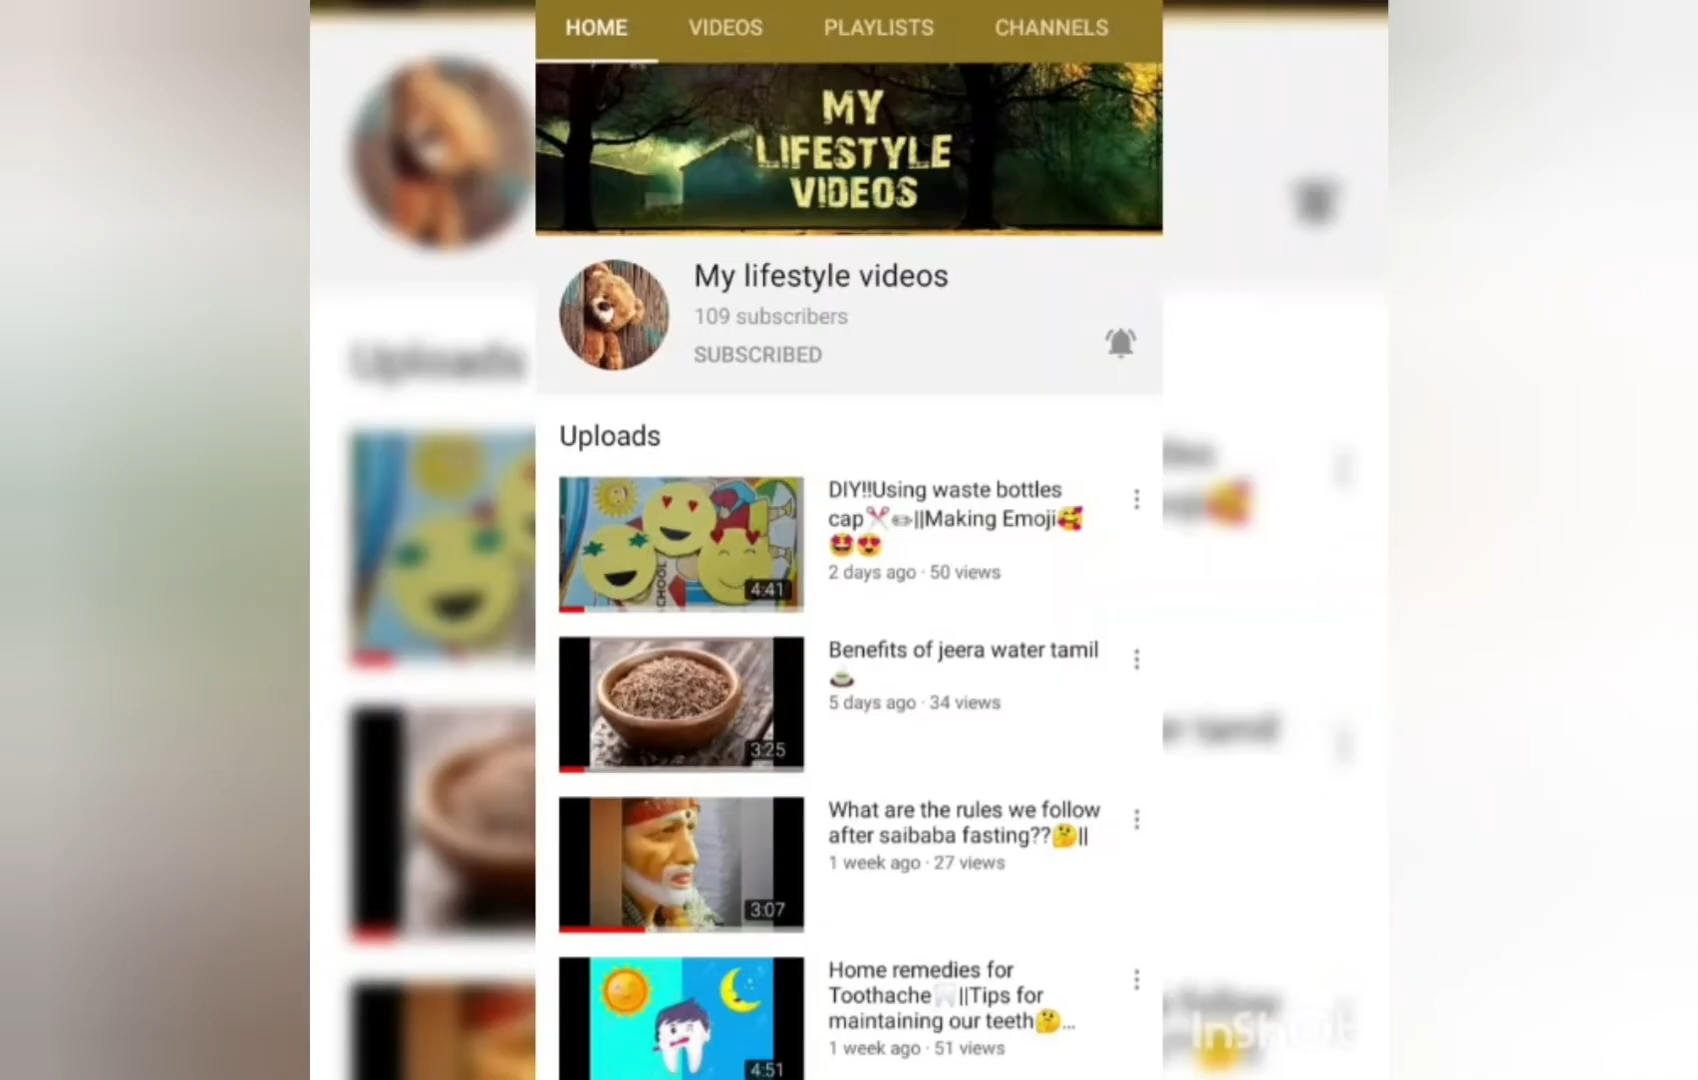 HOME VIDEOS PLAYLISTS CHANNELS
MY
LIFESTYLE
VIDEOS
My lifestyle videos
109 subscribers
SUBSCRIBED
Uploads
DIY!!Using waste bottles
cap✂️✏️||Making Emoji🥰
🤩😍
2 days ago · 50 views
4:41
Benefits of jeera water tamil
🍵
5 days ago · 34 views
3:25
What are the rules we follow
after saibaba fasting??🤔||
1 week ago · 27 views
3:07
Home remedies for
Toothache🦷||Tips for
maintaining our teeth🤔...
1 week ago · 51 views
4:51
InShOt
Uploads